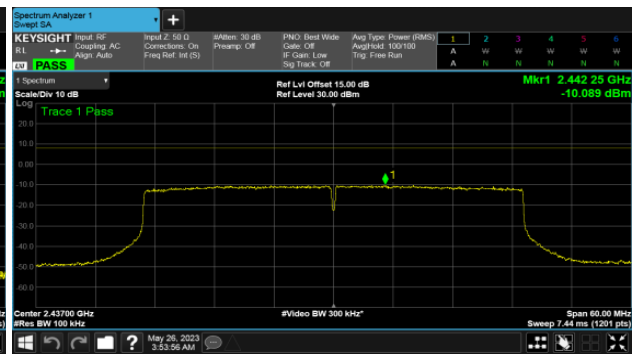 Spectrum Analyzer 1
Swept SA
KEYSIGHT
RL
LXI PASS
Input: RF
Coupling: AC
Align: Auto
Input Z: 50 Ω
Corrections: On
Freq Ref: Int (S)
#Atten: 30 dB
Preamp: Off
PNO: Best Wide
Gate: Off
IF Gain: Low
Sig Track: Off
Avg Type: Power (RMS)
Avg|Hold: 100/100
Trig: Free Run
1 2 3 4 5 6
A W W W W W
A N N N N N
1 Spectrum
Scale/Div 10 dB
Ref Lvl Offset 15.00 dB
Ref Level 30.00 dBm
Mkr1 2.442 25 GHz
-10.089 dBm
Log
Trace 1 Pass
20.0
10.0
0.00
-10.0
-20.0
-30.0
-40.0
-50.0
-60.0
1
Center 2.43700 GHz
#Res BW 100 kHz
#Video BW 300 kHz*
Span 60.00 MHz
Sweep 7.44 ms (1201 pts)
May 26, 2023
3:53:56 AM